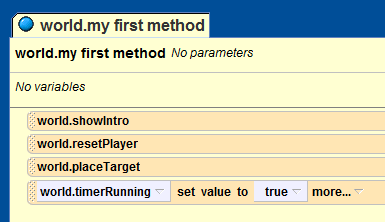 world.my first method
world.my first method No parameters
No variables
world.showIntro
world.resetPlayer
world.placeTarget
world.timerRunning set value to true more...